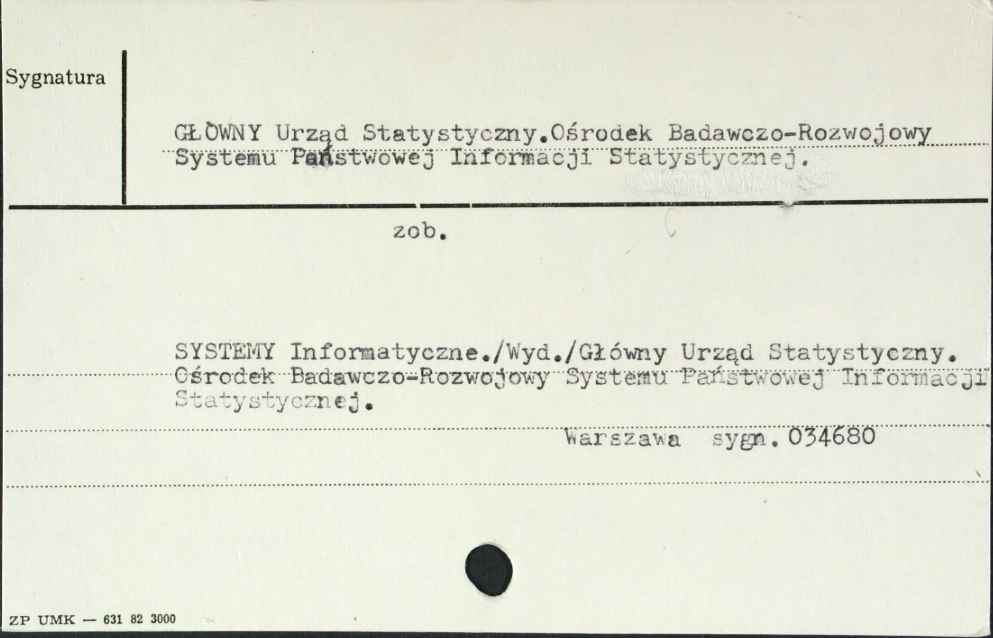 Sygnatura
GŁÓWNY Urząd Statystyczny.Ośrodek Badawczo-Rozwojowy
Systemu Państwowej Informacji Statystycznej.
zob.
SYSTEMY Informatyczne./Wyd./Główny Urząd Statystyczny.
Ośrodek Badawczo-Rozwojowy Systemu Państwowej Informacji
Statystycznej.
Warszawa sygn. 034680
ZP UMK — 631 82 3000